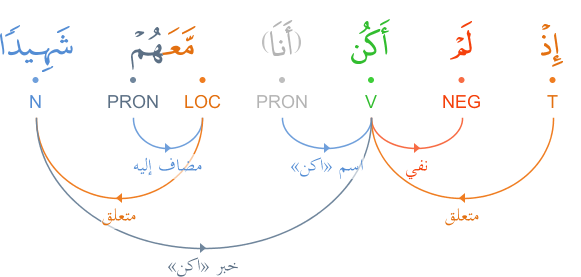 إِذْ لَمْ أَكُن (أَنَا) مَّعَهُمْ شَهِيدًا
T NEG V PRON LOC PRON N
نفي اسم «اكن» مضاف إليه
متعلق متعلق
خبر «اكن»